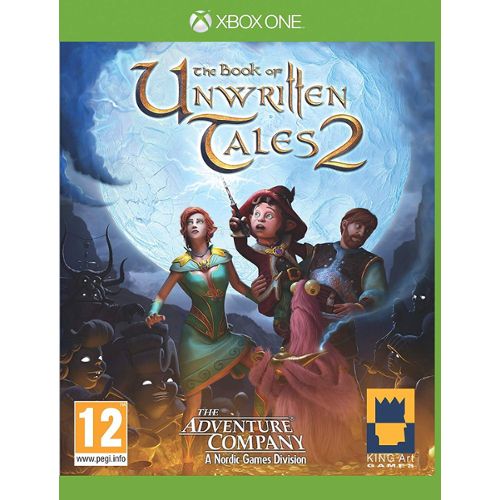 XBOX ONE
The Book of
Unwritten
Tales 2
12
www.pegi.info
THE
ADVENTURE
COMPANY
A Nordic Games Division
KING Art
GAMES